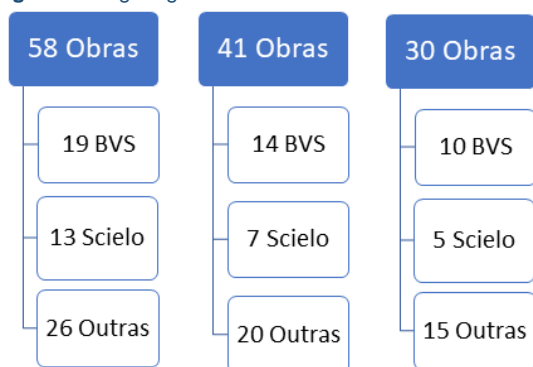 58 Obras
19 BVS
13 Scielo
26 Outras
41 Obras
14 BVS
7 Scielo
20 Outras
30 Obras
10 BVS
5 Scielo
15 Outras